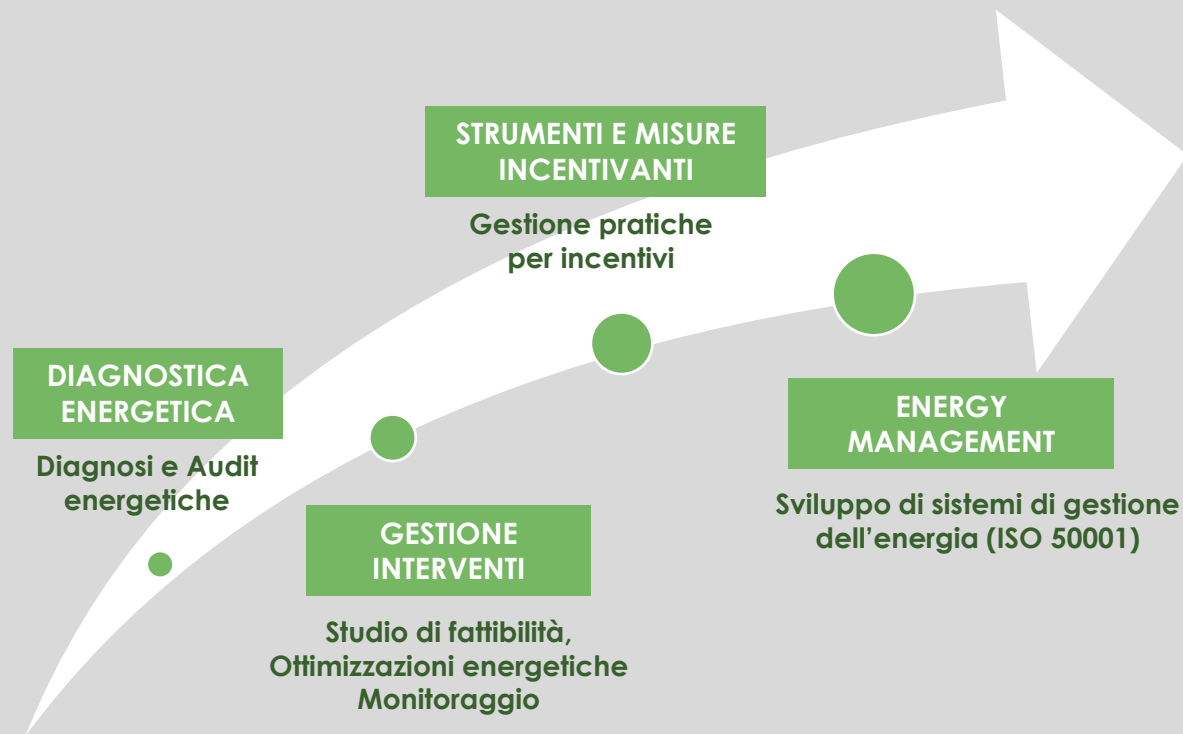 DIAGNOSTICA
ENERGETICA
Diagnosi e Audit
energetiche
GESTIONE
INTERVENTI
Studio di fattibilità,
Ottimizzazioni energetiche
Monitoraggio
STRUMENTI E MISURE
INCENTIVANTI
Gestione pratiche
per incentivi
ENERGY
MANAGEMENT
Sviluppo di sistemi di gestione
dell’energia (ISO 50001)